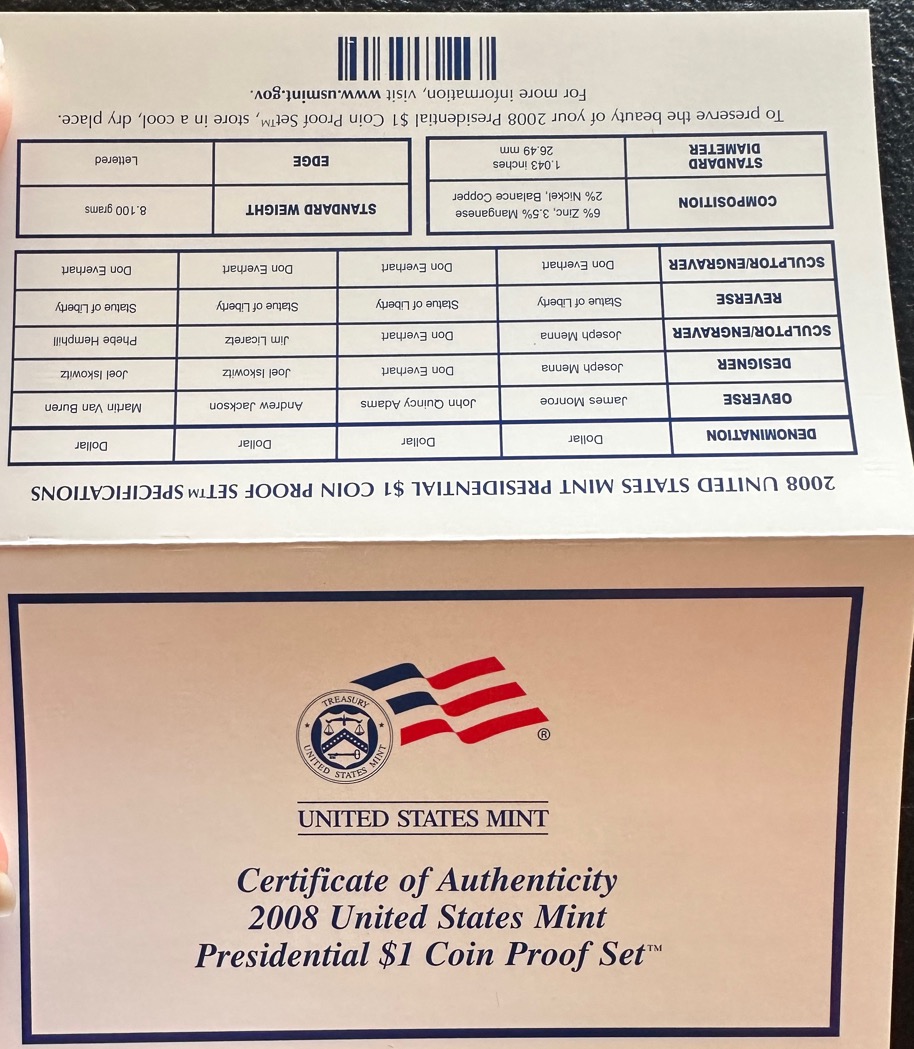 2008 UNITED STATES MINT PRESIDENTIAL $1 COIN PROOF SET™ SPECIFICATIONS
DENOMINATION Dollar Dollar Dollar Dollar
OBVERSE James Monroe John Quincy Adams Andrew Jackson Martin Van Buren
DESIGNER Joseph Menna Don Everhart Joel Iskowitz Joel Iskowitz
SCULPTOR/ENGRAVER Joseph Menna Don Everhart Jim Licaretz Phebe Hemphill
REVERSE Statue of Liberty Statue of Liberty Statue of Liberty Statue of Liberty
SCULPTOR/ENGRAVER Don Everhart Don Everhart Don Everhart Don Everhart
COMPOSITION 6% Zinc, 3.5% Manganese
2% Nickel, Balance Copper
STANDARD WEIGHT 8.100 grams
STANDARD
DIAMETER 1.043 inches
26.49 mm
EDGE Lettered
To preserve the beauty of your 2008 Presidential $1 Coin Proof Set™, store in a cool, dry place.
For more information, visit www.usmint.gov.
TREASURY
UNITED STATES MINT
®
UNITED STATES MINT
Certificate of Authenticity
2008 United States Mint
Presidential $1 Coin Proof Set™